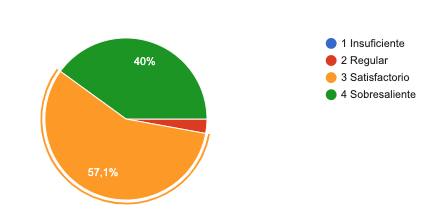 40%
57,1%
1 Insuficiente
2 Regular
3 Satisfactorio
4 Sobresaliente